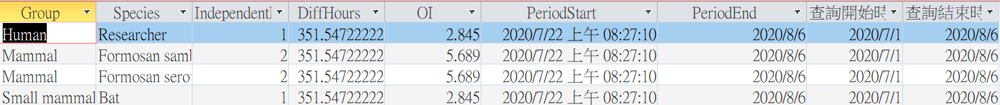 Group Species IndependentI DiffHours OI PeriodStart PeriodEnd 查詢開始時 查詢結束時
Human Researcher 1 351.54722222 2.845 2020/7/22 上午 08:27:10 2020/8/6 2020/7/1 2020/8/6
Mammal Formosan saml 2 351.54722222 5.689 2020/7/22 上午 08:27:10 2020/8/6 2020/7/1 2020/8/6
Mammal Formosan sero 2 351.54722222 5.689 2020/7/22 上午 08:27:10 2020/8/6 2020/7/1 2020/8/6
Small mammal Bat 1 351.54722222 2.845 2020/7/22 上午 08:27:10 2020/8/6 2020/7/1 2020/8/6